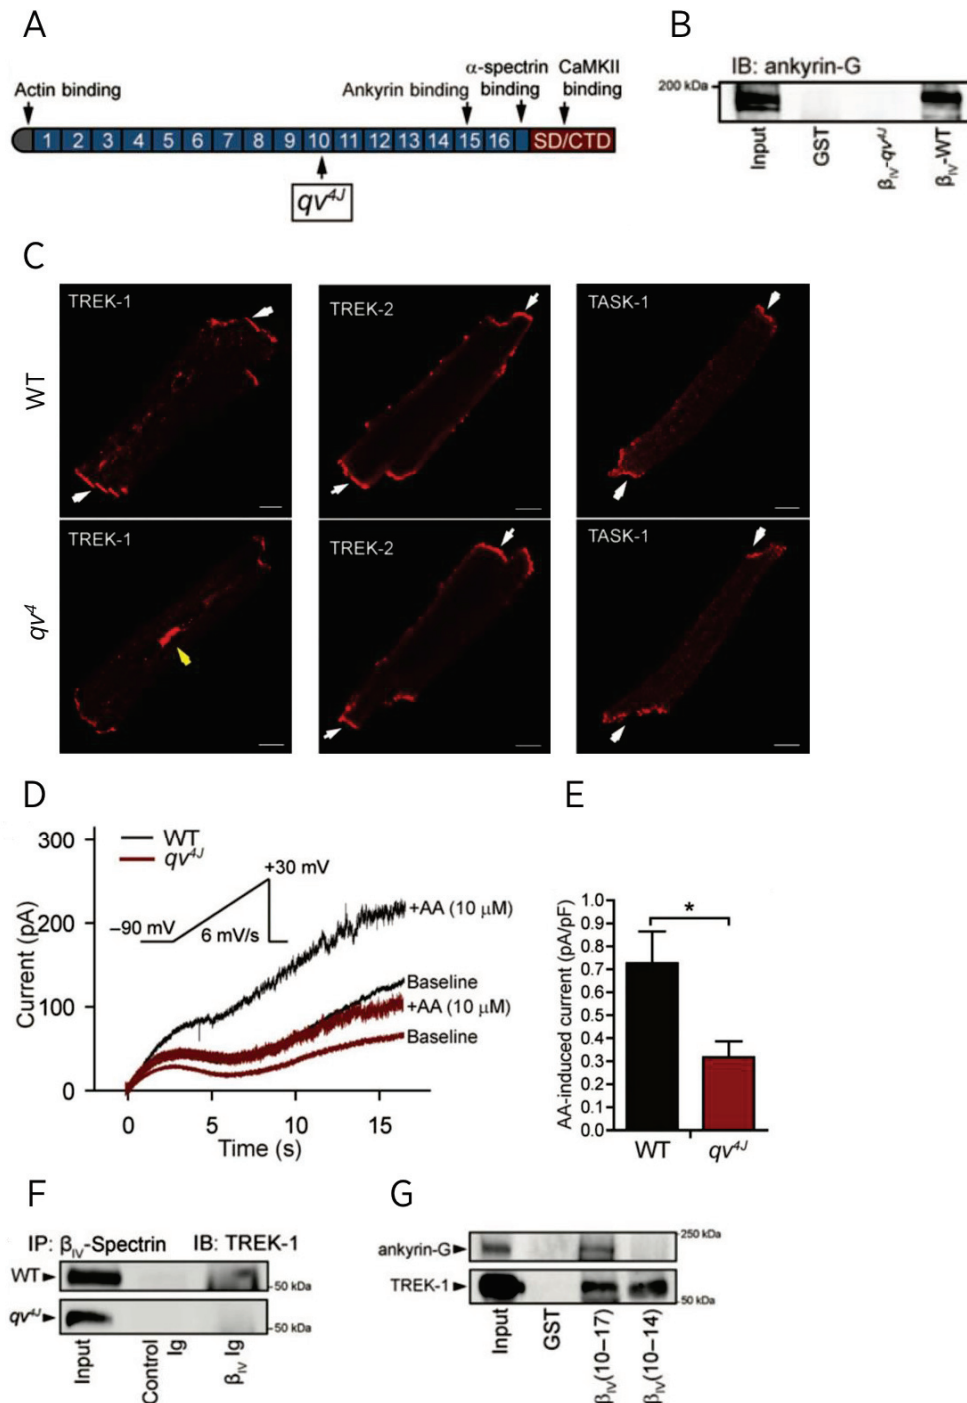 A
Actin binding
Ankyrin binding
α-spectrin
binding
CaMKII
binding
1 2 3 4 5 6 7 8 9 10 11 12 13 14 15 16 SD/CTD
qv4J
B
IB: ankyrin-G
200 kDa
Input
GST
βIV-qv4J
βIV-WT
C
WT
TREK-1
TREK-2
TASK-1
qv4
TREK-1
TREK-2
TASK-1
D
Current (pA)
300
200
100
0
WT
qv4J
+30 mV
−90 mV
6 mV/s
+AA (10 μM)
Baseline
+AA (10 μM)
Baseline
0 5 10 15
Time (s)
E
AA-induced current (pA/pF)
1.0
0.9
0.8
0.7
0.6
0.5
0.4
0.3
0.2
0.1
0.0
*
WT qv4J
F
IP: βIV-Spectrin IB: TREK-1
WT
50 kDa
qv4J
50 kDa
Input
Control
Ig
βIV Ig
G
ankyrin-G
250 kDa
TREK-1
50 kDa
Input
GST
βIV(10–17)
βIV(10–14)